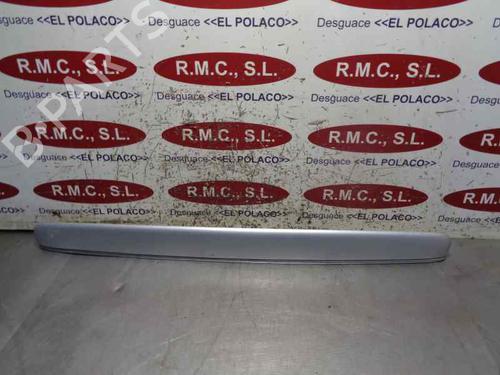 Desguace <<EL POLACO>> Desguace <<EL POLACO>> Desguace
R.M.C., S.L. R.M.C., S.L. R.M.C., S.L.
<<EL POLACO>> Desguace <<EL POLACO>> Desguace <<EL POLACO>>
R.M.C., S.L. R.M.C., S.L. R.M.C., S.L. R.M.C., S.L.
Desguace <<EL POLACO>> Desguace <<EL POLACO>> Desguace <<EL POLACO>>
R.M.C., S.L. R.M.C., S.L. R.M.C., S.L. R.M.C., S.L.
Desguace <<EL POLACO>> Desguace <<EL POLACO>> Desguace <<EL POLACO>> Desguace <<EL POLACO>>
B-PARTS